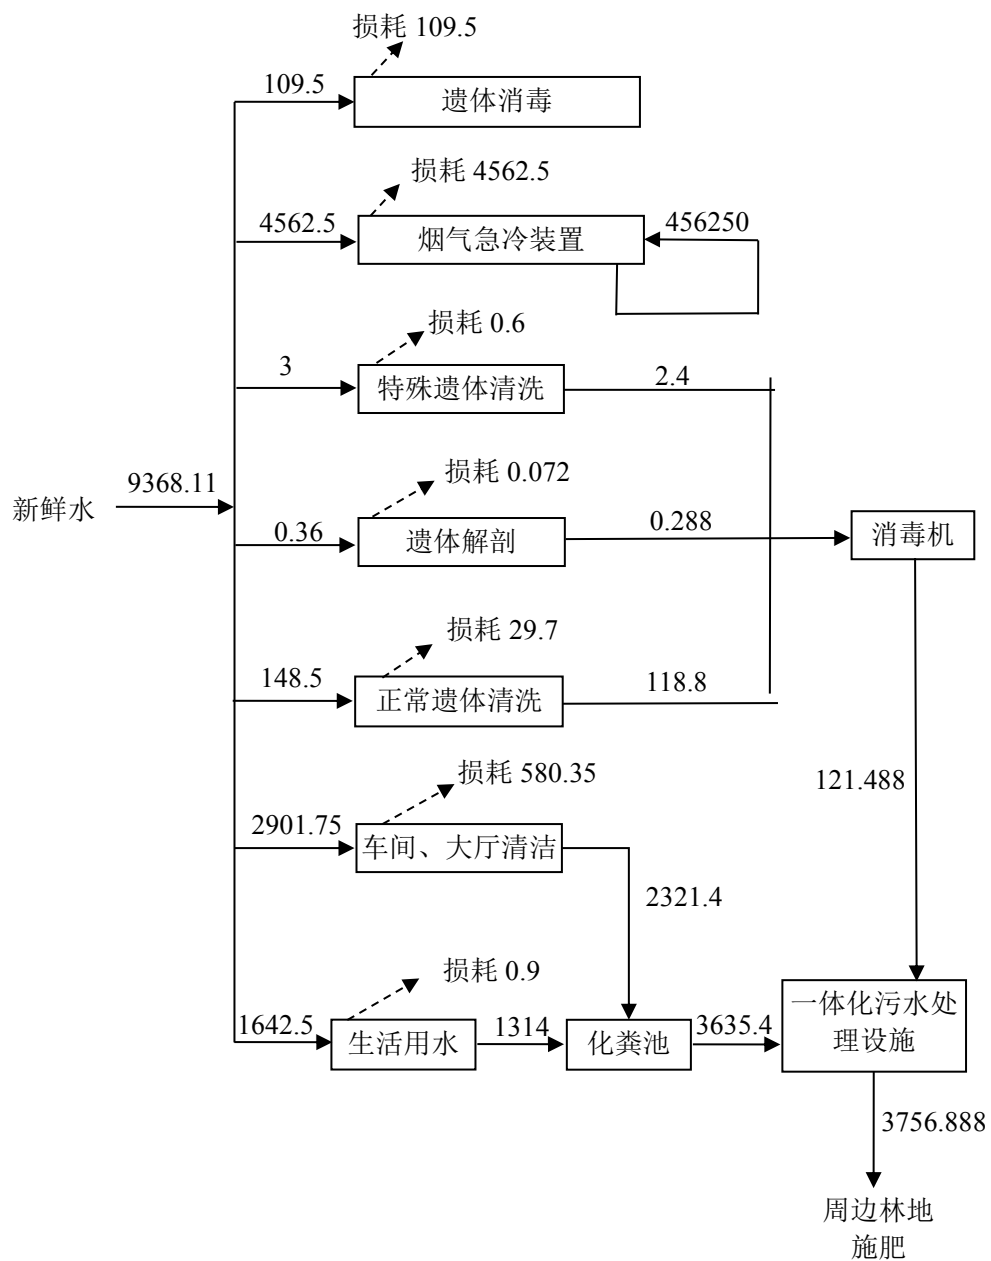 损耗 109.5
109.5
遗体消毒
损耗 4562.5
4562.5
烟气急冷装置
456250
损耗 0.6
3
特殊遗体清洗
2.4
新鲜水
9368.11
损耗 0.072
0.36
遗体解剖
0.288
消毒机
损耗 29.7
148.5
正常遗体清洗
118.8
121.488
损耗 580.35
2901.75
车间、大厅清洁
2321.4
损耗 0.9
1642.5
生活用水
1314
化粪池
3635.4
一体化污水处
理设施
3756.888
周边林地
施肥